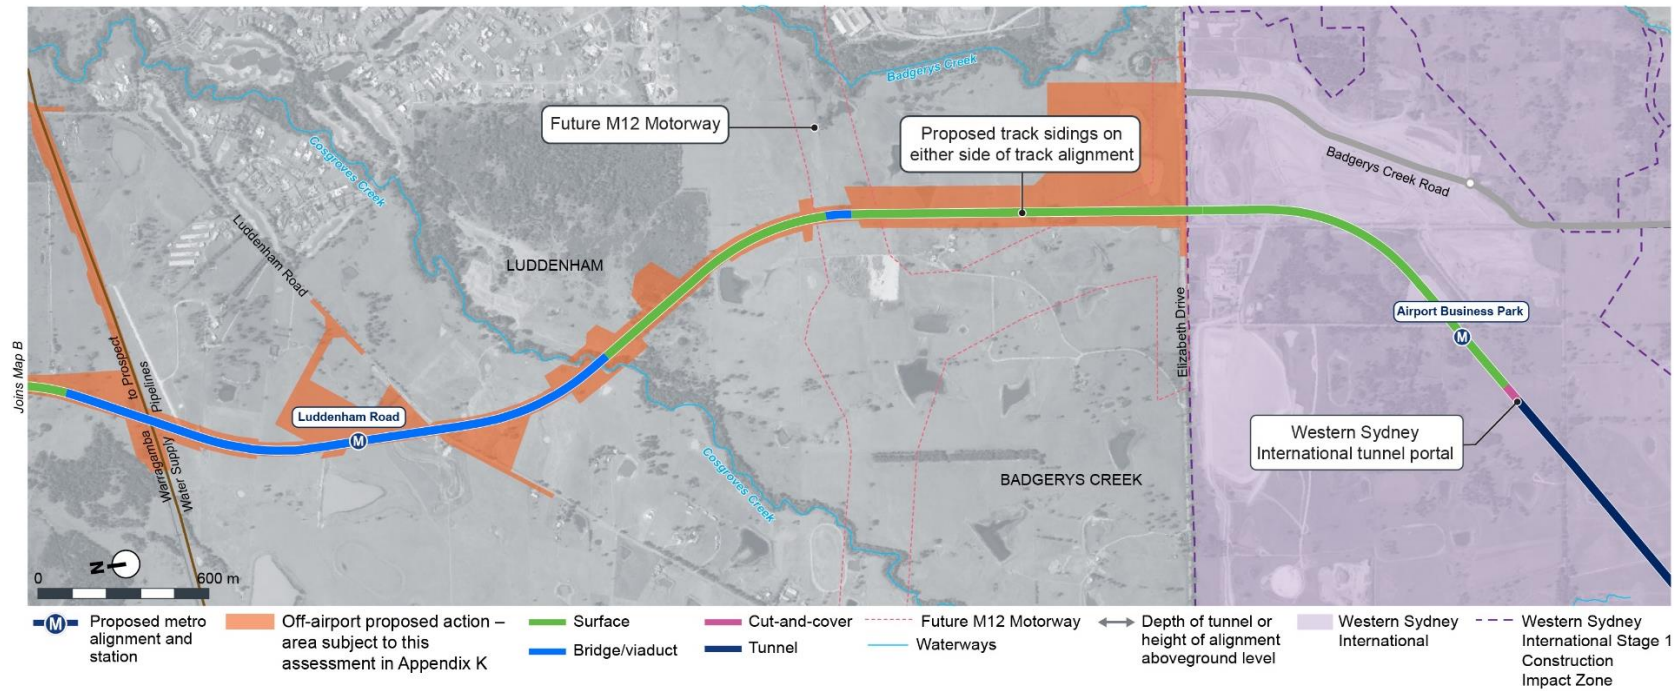 Badgerys Creek
Future M12 Motorway
Proposed track sidings on
either side of track alignment
Cosgroves Creek
Badgerys Creek Road
Luddenham Road
LUDDENHAM
Elizabeth Drive
Airport Business Park
M
Joins Map B
Warragamba to Prospect
Water Supply Pipelines
Luddenham Road
M
Western Sydney
International tunnel portal
Cosgroves Creek
BADGERYS CREEK
N
0 600 m
M
Proposed metro
alignment and
station
Off-airport proposed action –
area subject to this
assessment in Appendix K
Surface
Bridge/viaduct
Cut-and-cover
Tunnel
Future M12 Motorway
Waterways
Depth of tunnel or
height of alignment
aboveground level
Western Sydney
International
Western Sydney
International Stage 1
Construction
Impact Zone